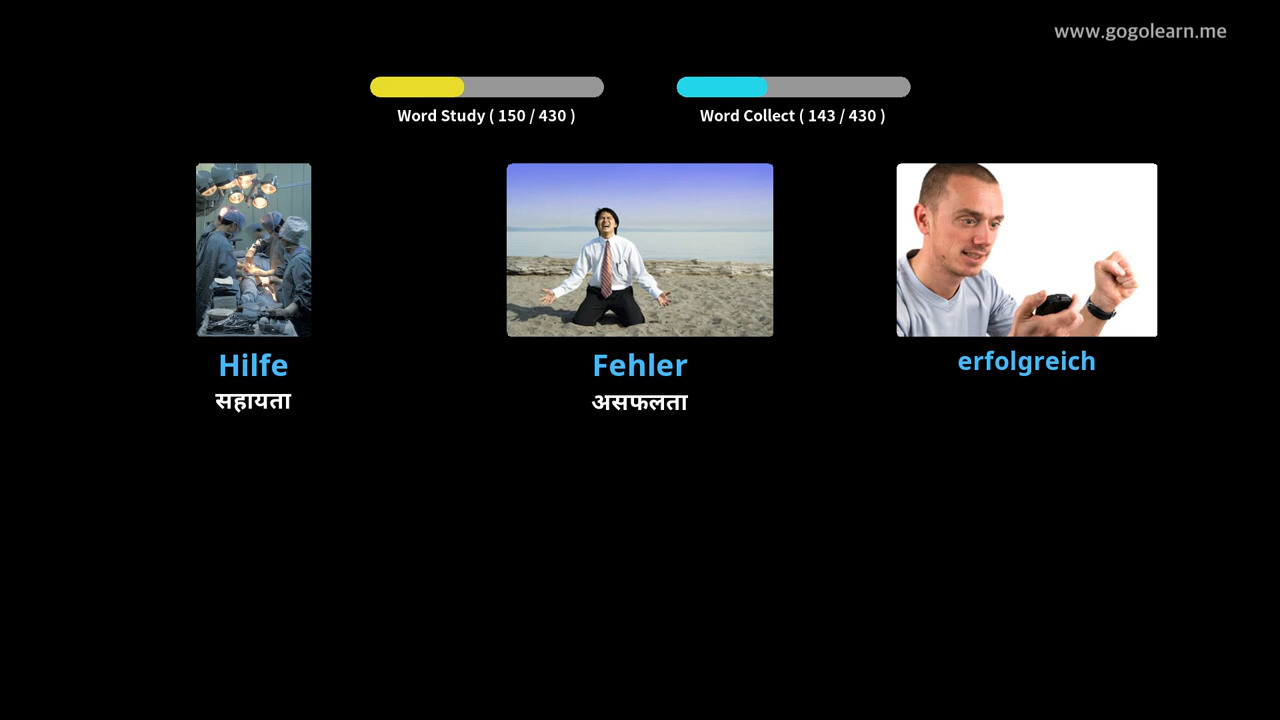 www.gogolearn.me
Word Study ( 150 / 430 )
Word Collect ( 143 / 430 )
Hilfe
सहायता
Fehler
असफलता
erfolgreich